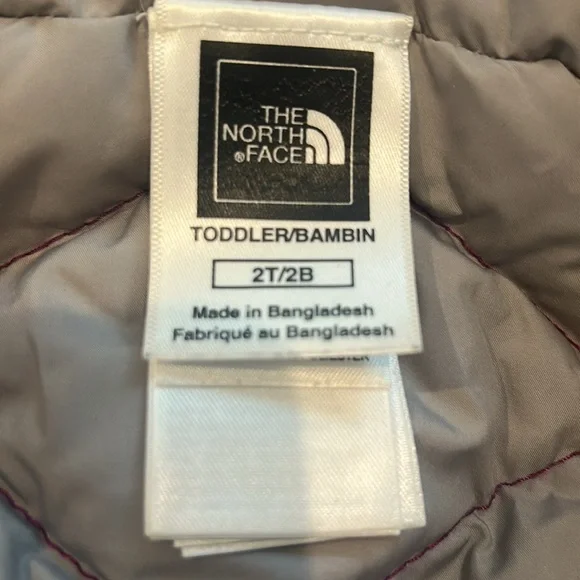 THE
NORTH
®FACE
TODDLER/BAMBIN
2T/2B
Made in Bangladesh
Fabriqué au Bangladesh